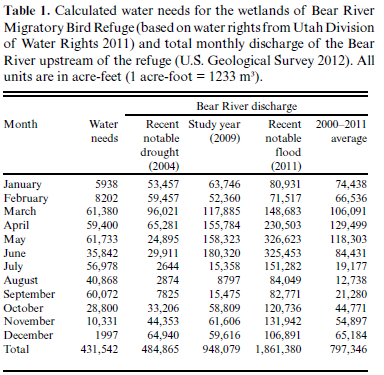 Table 1. Calculated water needs for the wetlands of Bear River
Migratory Bird Refuge (based on water rights from Utah Division
of Water Rights 2011) and total monthly discharge of the Bear
River upstream of the refuge (U.S. Geological Survey 2012). All
units are in acre-feet (1 acre-foot = 1233 m³).
Bear River discharge
Month Water Recent Study year Recent 2000–2011
needs notable (2009) notable average
drought flood
(2004) (2011)
January 5938 53,457 63,746 80,931 74,438
February 8202 59,457 52,360 71,517 66,536
March 61,380 96,021 117,885 148,683 106,091
April 59,400 65,281 155,784 230,503 129,499
May 61,733 24,895 158,323 326,623 118,303
June 35,842 29,911 180,320 325,453 84,431
July 56,978 2644 15,358 151,282 19,177
August 40,868 2874 8797 84,049 12,738
September 60,072 7825 15,475 82,771 21,280
October 28,800 33,206 58,809 120,736 44,771
November 10,331 44,353 61,606 131,942 54,897
December 1997 64,940 59,616 106,891 65,184
Total 431,542 484,865 948,079 1,861,380 797,346